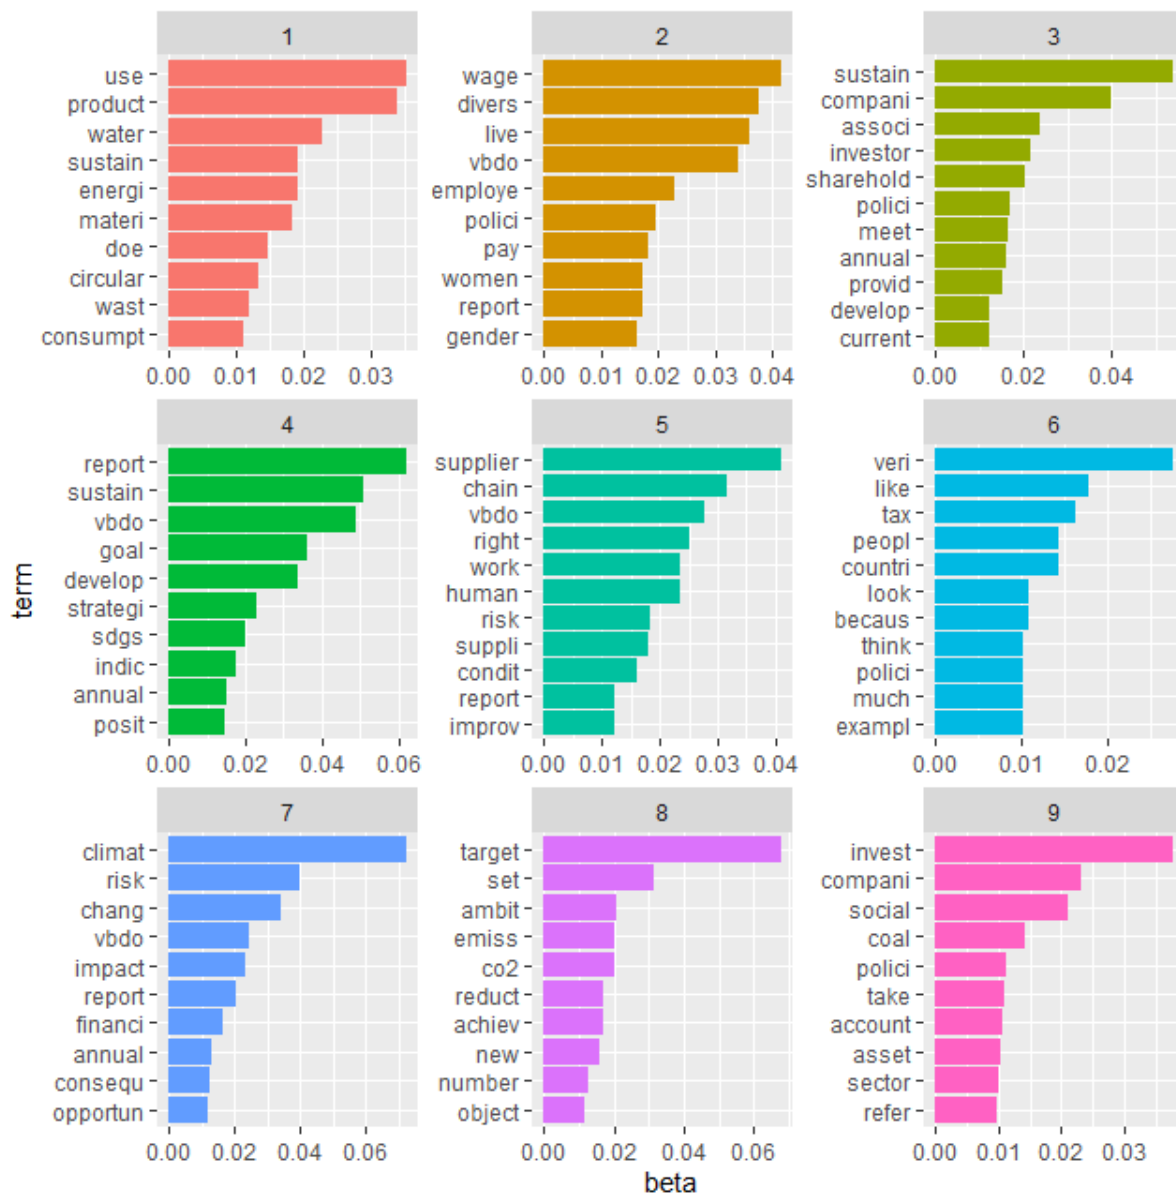 1
use
product
water
sustain
energi
materi
doe
circular
wast
consumpt
0.00 0.01 0.02 0.03
2
wage
divers
live
vbdo
employe
polici
pay
women
report
gender
0.00 0.01 0.02 0.03 0.04
3
sustain
compani
associ
investor
sharehold
polici
meet
annual
provid
develop
current
0.00 0.02 0.04
term
4
report
sustain
vbdo
goal
develop
strategi
sdgs
indic
annual
posit
0.00 0.02 0.04 0.06
5
supplier
chain
vbdo
right
work
human
risk
suppli
condit
report
improv
0.00 0.01 0.02 0.03 0.04
6
veri
like
tax
peopl
countri
look
becaus
think
polici
much
exampl
0.00 0.01 0.02
7
climat
risk
chang
vbdo
impact
report
financi
annual
consequ
opportun
0.00 0.02 0.04 0.06
8
target
set
ambit
emiss
co2
reduct
achiev
new
number
object
0.00 0.02 0.04 0.06
9
invest
compani
social
coal
polici
take
account
asset
sector
refer
0.00 0.01 0.02 0.03
beta